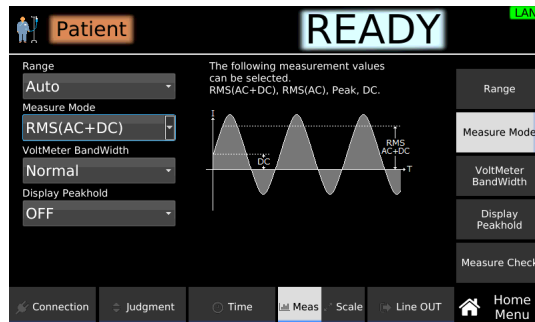 Patient
READY
LAN
Range
Auto
Measure Mode
RMS(AC+DC)
VoltMeter BandWidth
Normal
Display Peakhold
OFF
The following measurement values
can be selected.
RMS(AC+DC), RMS(AC), Peak, DC.
I
DC
RMS
AC+DC
T
Range
Measure Mode
VoltMeter
BandWidth
Display
Peakhold
Measure Check
Connection
Judgment
Time
Meas
Scale
Line OUT
Home
Menu